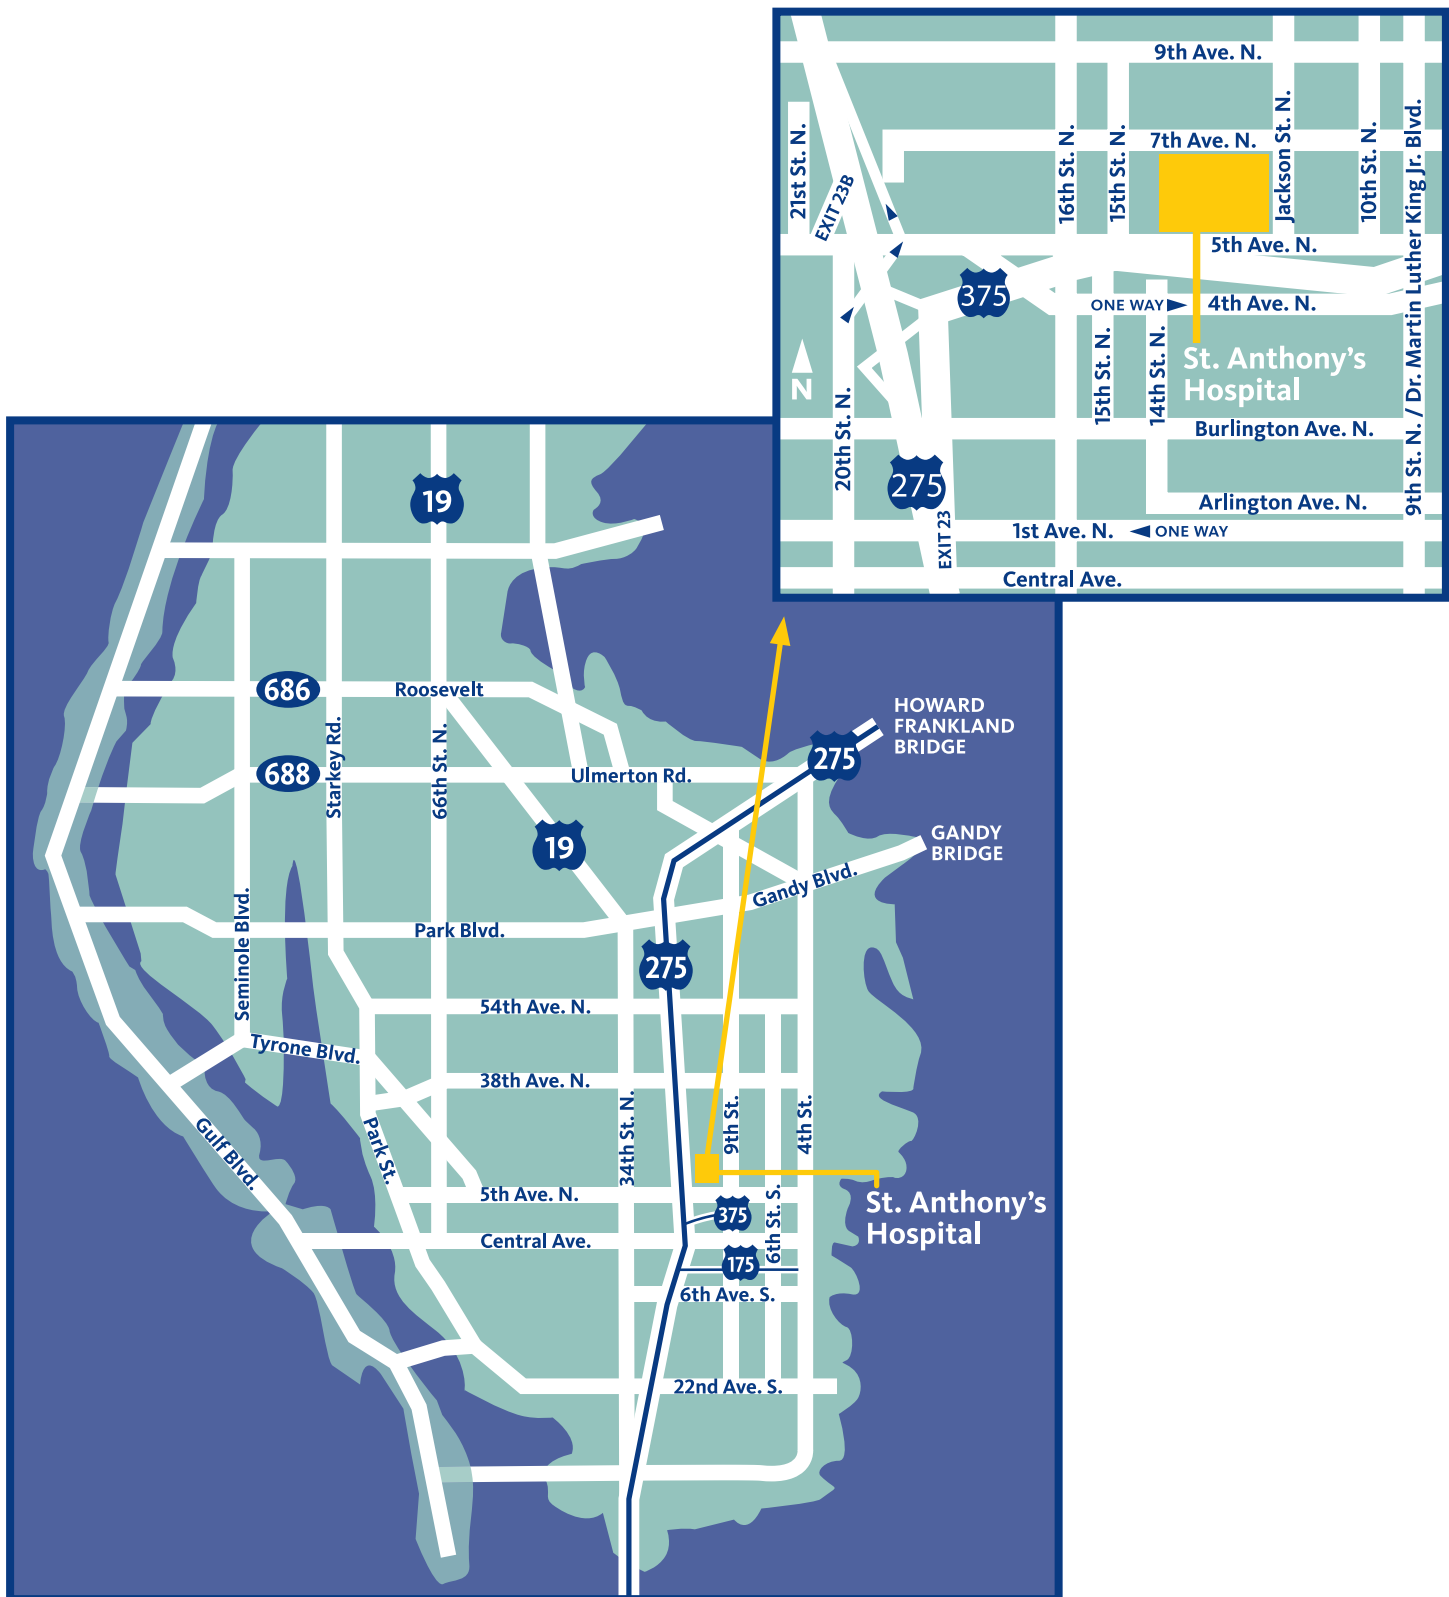 9th Ave. N.
7th Ave. N.
21st St. N.
EXIT 23B
16th St. N.
15th St. N.
Jackson St. N.
10th St. N.
9th St. N. / Dr. Martin Luther King Jr. Blvd.
5th Ave. N.
375
ONE WAY
4th Ave. N.
15th St. N.
14th St. N.
St. Anthony's
Hospital
N
20th St. N.
Burlington Ave. N.
275
EXIT 23
Arlington Ave. N.
1st Ave. N.
ONE WAY
Central Ave.
19
686
Roosevelt
HOWARD
FRANKLAND
BRIDGE
688
Starkey Rd.
66th St. N.
Ulmerton Rd.
275
19
GANDY
BRIDGE
Gandy Blvd.
Seminole Blvd.
Park Blvd.
275
54th Ave. N.
Tyrone Blvd.
38th Ave. N.
Gulf Blvd.
Park St.
34th St. N.
9th St.
4th St.
5th Ave. N.
375
6th St. S.
St. Anthony's
Hospital
Central Ave.
175
6th Ave. S.
22nd Ave. S.